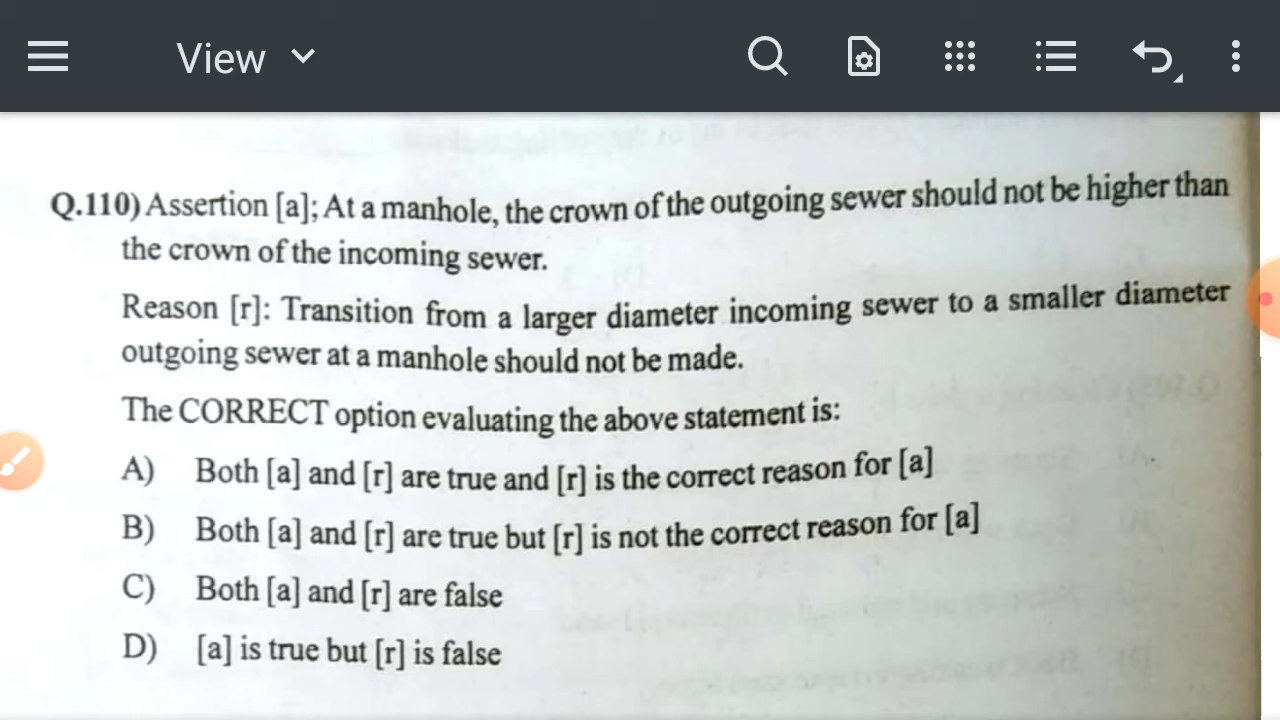 View
Q.110) Assertion [a]; At a manhole, the crown of the outgoing sewer should not be higher than
the crown of the incoming sewer.
Reason [r]: Transition from a larger diameter incoming sewer to a smaller diameter
outgoing sewer at a manhole should not be made.
The CORRECT option evaluating the above statement is:
A) Both [a] and [r] are true and [r] is the correct reason for [a]
B) Both [a] and [r] are true but [r] is not the correct reason for [a]
C) Both [a] and [r] are false
D) [a] is true but [r] is false